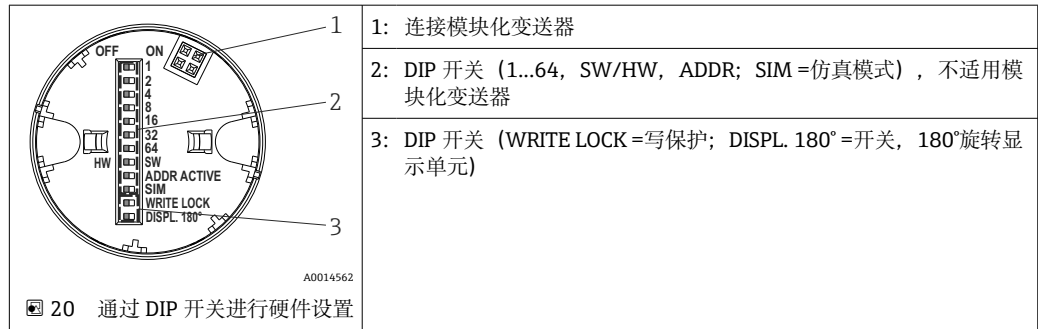 OFF ON
1
2
4
8
16
32
64
HW SW
ADDR ACTIVE
SIM
WRITE LOCK
DISPL. 180°
1
2
3
A0014562
20 通过 DIP 开关进行硬件设置
1: 连接模块化变送器
2: DIP 开关（1...64，SW/HW，ADDR；SIM =仿真模式），不适用模
块化变送器
3: DIP 开关（WRITE LOCK =写保护；DISPL. 180° =开关，180°旋转显
示单元)